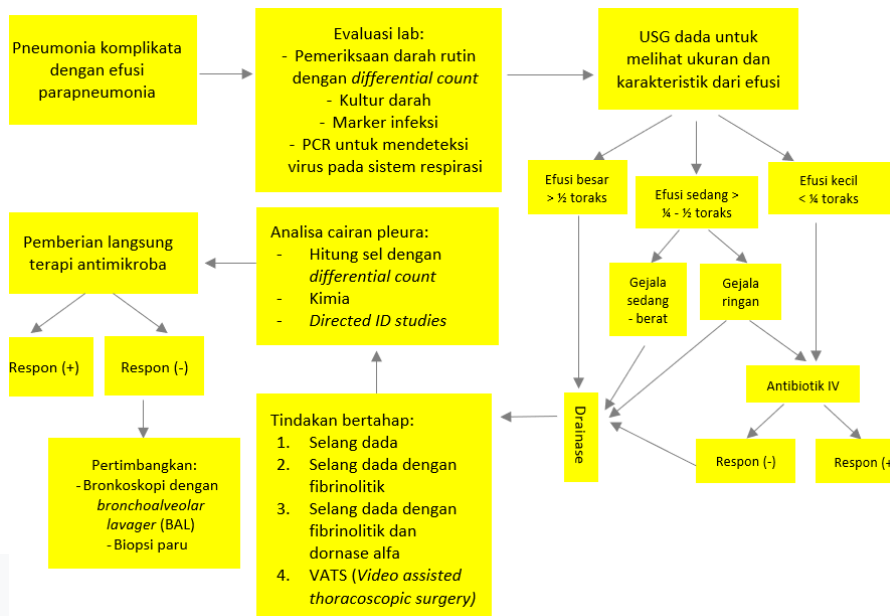 Pneumonia komplikata
dengan efusi
parapneumonia
Evaluasi lab:
- Pemeriksaan darah rutin
dengan differential count
- Kultur darah
- Marker infeksi
- PCR untuk mendeteksi
virus pada sistem respirasi
USG dada untuk
melihat ukuran dan
karakteristik dari efusi
Efusi besar
> ½ toraks
Efusi sedang >
¼ - ½ toraks
Efusi kecil
< ¼ toraks
Gejala
sedang
- berat
Gejala
ringan
Antibiotik IV
Respon (-)
Respon (+
Drainase
Tindakan bertahap:
1. Selang dada
2. Selang dada dengan
fibrinolitik
3. Selang dada dengan
fibrinolitik dan
dornase alfa
4. VATS (Video assisted
thoracoscopic surgery)
Analisa cairan pleura:
- Hitung sel dengan
differential count
- Kimia
- Directed ID studies
Pemberian langsung
terapi antimikroba
Respon (+)
Respon (-)
Pertimbangkan:
- Bronkoskopi dengan
bronchoalveolar
lavager (BAL)
- Biopsi paru